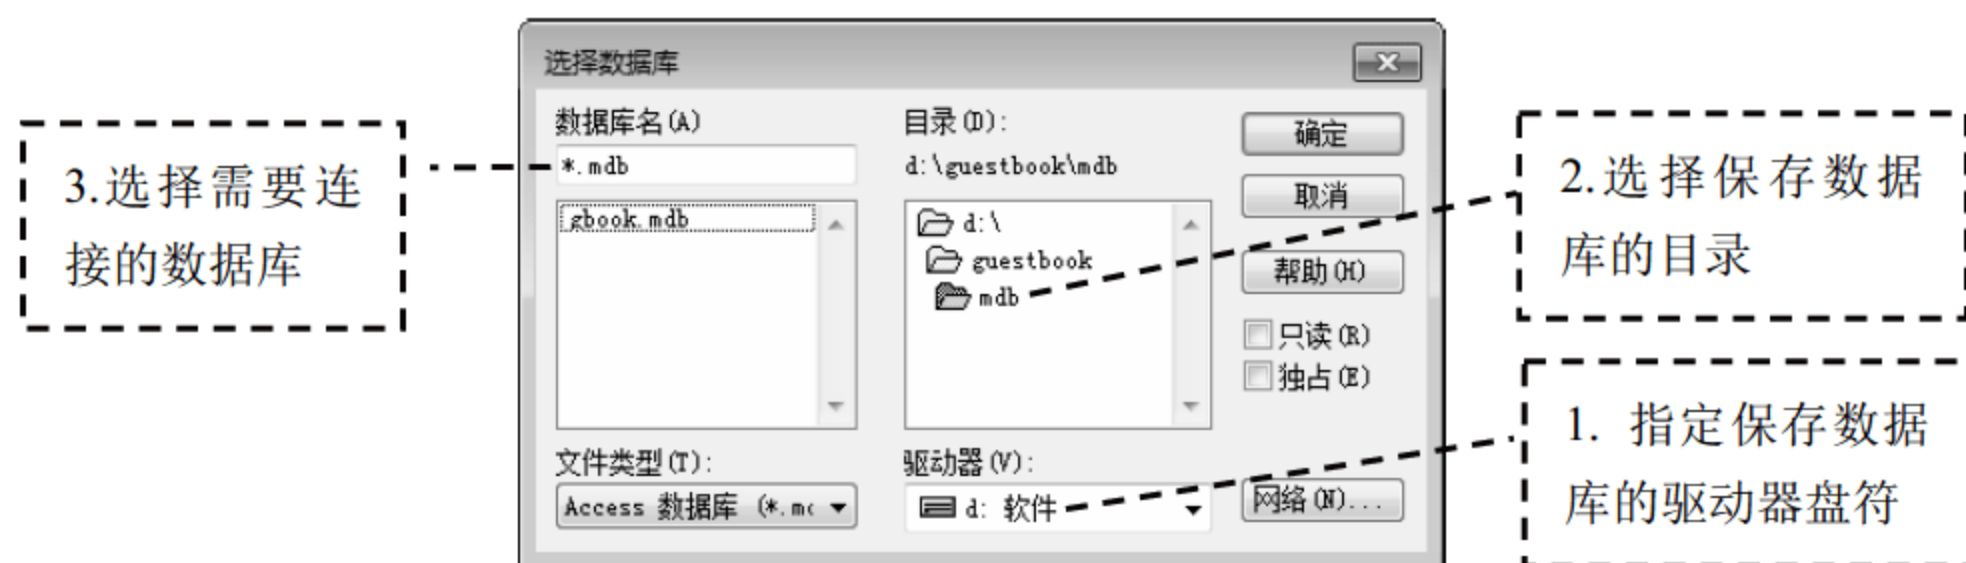 选择数据库
3.选择需要连
接的数据库
数据库名(A)
*.mdb
gbook.mdb
文件类型(T):
Access 数据库 (*.mc
目录(D):
d:\guestbook\mdb
d:\
guestbook
mdb
驱动器(V):
d: 软件
确定
取消
帮助(H)
只读(R)
独占(E)
网络(N)...
2.选择保存数据
库的目录
1. 指定保存数据
库的驱动器盘符